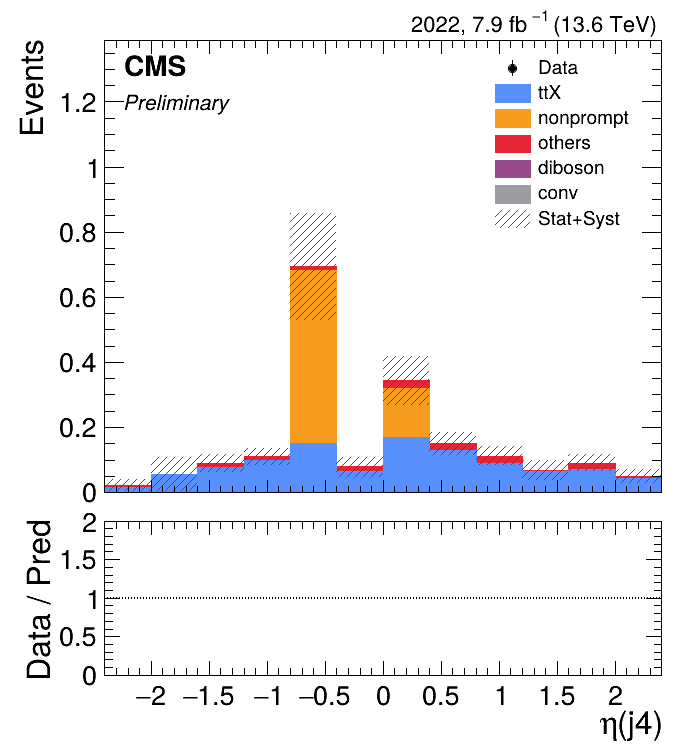 2022, 7.9 fb⁻¹ (13.6 TeV)
CMS
Preliminary
Events
Data
ttX
nonprompt
others
diboson
conv
Stat+Syst
1.2
1
0.8
0.6
0.4
0.2
0
Data / Pred
2
1.5
1
0.5
0
−2 −1.5 −1 −0.5 0 0.5 1 1.5 2
η(j4)